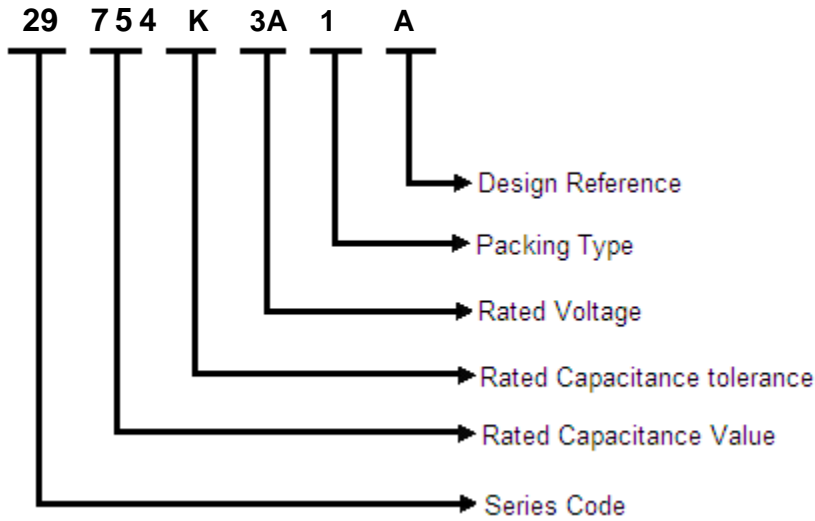 29 754 K 3A 1 A
Design Reference
Packing Type
Rated Voltage
Rated Capacitance tolerance
Rated Capacitance Value
Series Code